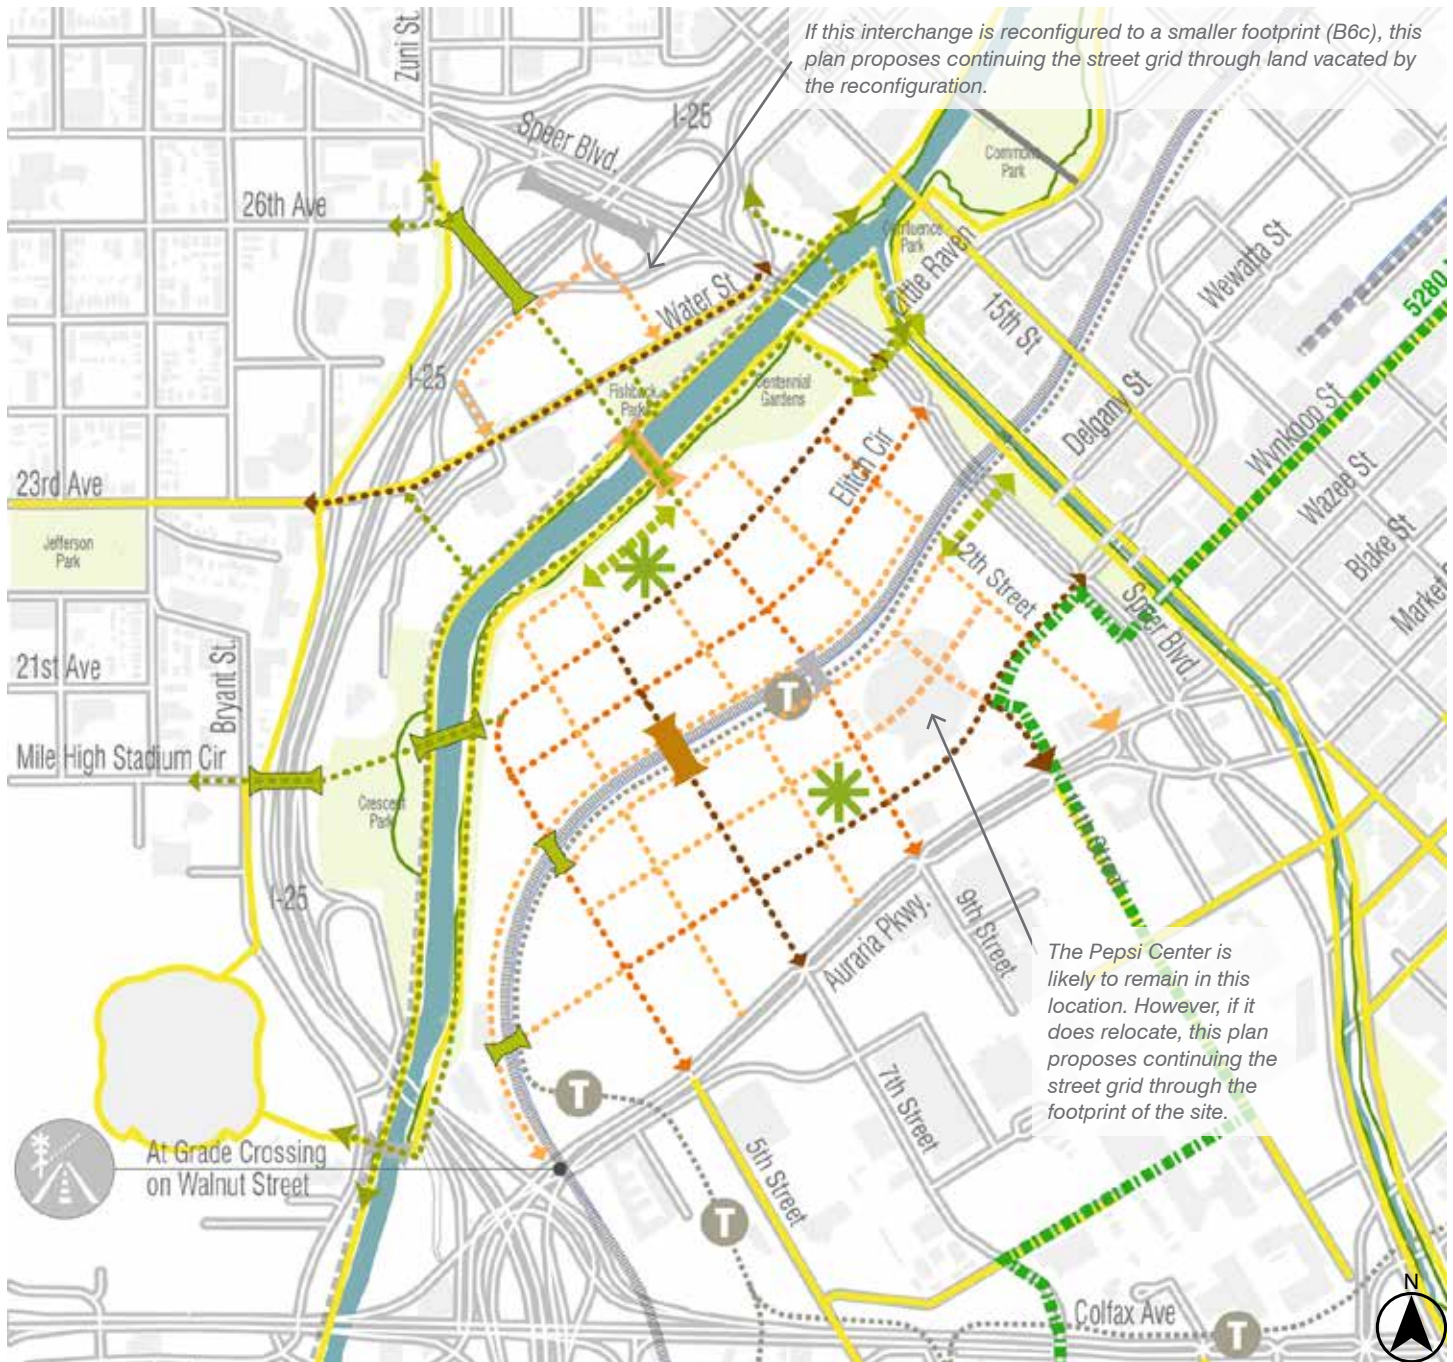 If this interchange is reconfigured to a smaller footprint (B6c), this
plan proposes continuing the street grid through land vacated by
the reconfiguration.
Zuni St.
I-25
Speer Blvd.
Commons
Park
26th Ave
Confluence
Park
Little Raven
Wewatta St
5280
Water St
15th St
I-25
Fishback
Park
Centennial
Gardens
Delgany St
Wynkoop St
Elitch Cir
23rd Ave
Wazee St
Jefferson
Park
Blake St
2th Street
Market
Speer Blvd.
21st Ave
Bryant St.
Mile High Stadium Cir
Crescent
Park
T
11th Street
I-25
Auraria Pkwy.
9th Street
The Pepsi Center is
likely to remain in this
location. However, if it
does relocate, this plan
proposes continuing the
street grid through the
footprint of the site.
7th Street
T
At Grade Crossing
on Walnut Street
5th Street
T
Colfax Ave
T
N